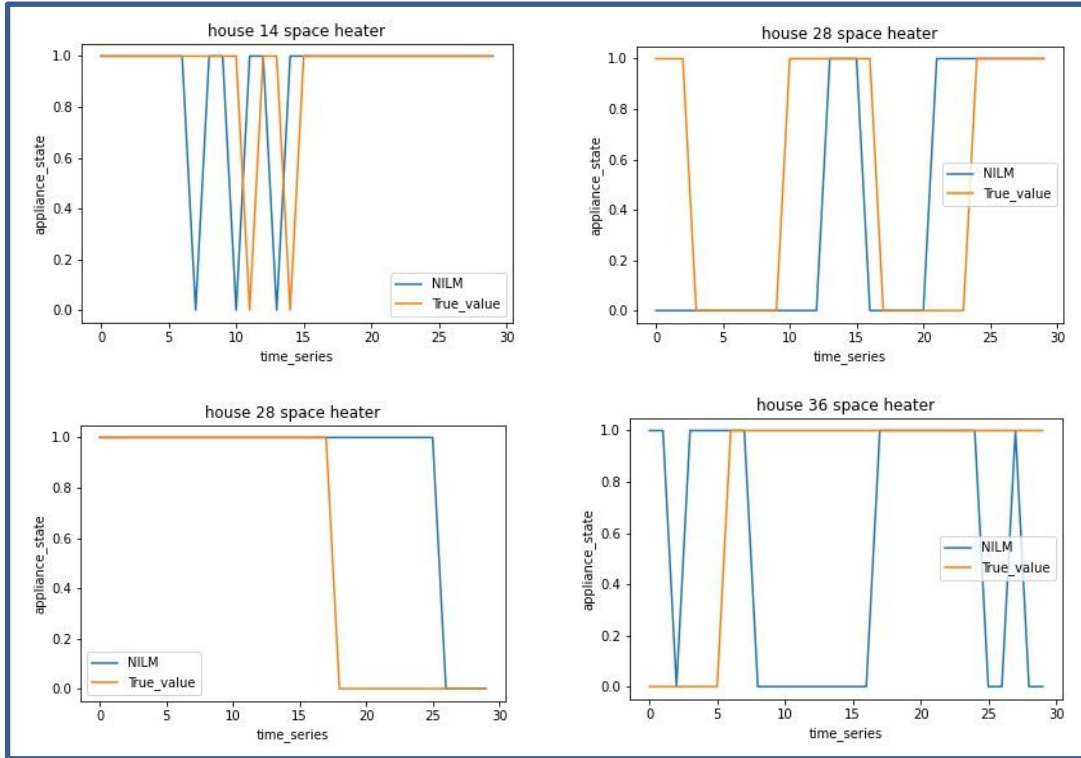 house 14 space heater
1.0
0.8
0.6
0.4
0.2
0.0
appliance_state
NILM
True_value
0 5 10 15 20 25 30
time_series
house 28 space heater
1.0
0.8
0.6
0.4
0.2
0.0
appliance_state
NILM
True_value
0 5 10 15 20 25 30
time_series
house 28 space heater
1.0
0.8
0.6
0.4
0.2
0.0
appliance_state
NILM
True_value
0 5 10 15 20 25 30
time_series
house 36 space heater
1.0
0.8
0.6
0.4
0.2
0.0
appliance_state
NILM
True_value
0 5 10 15 20 25 30
time_series